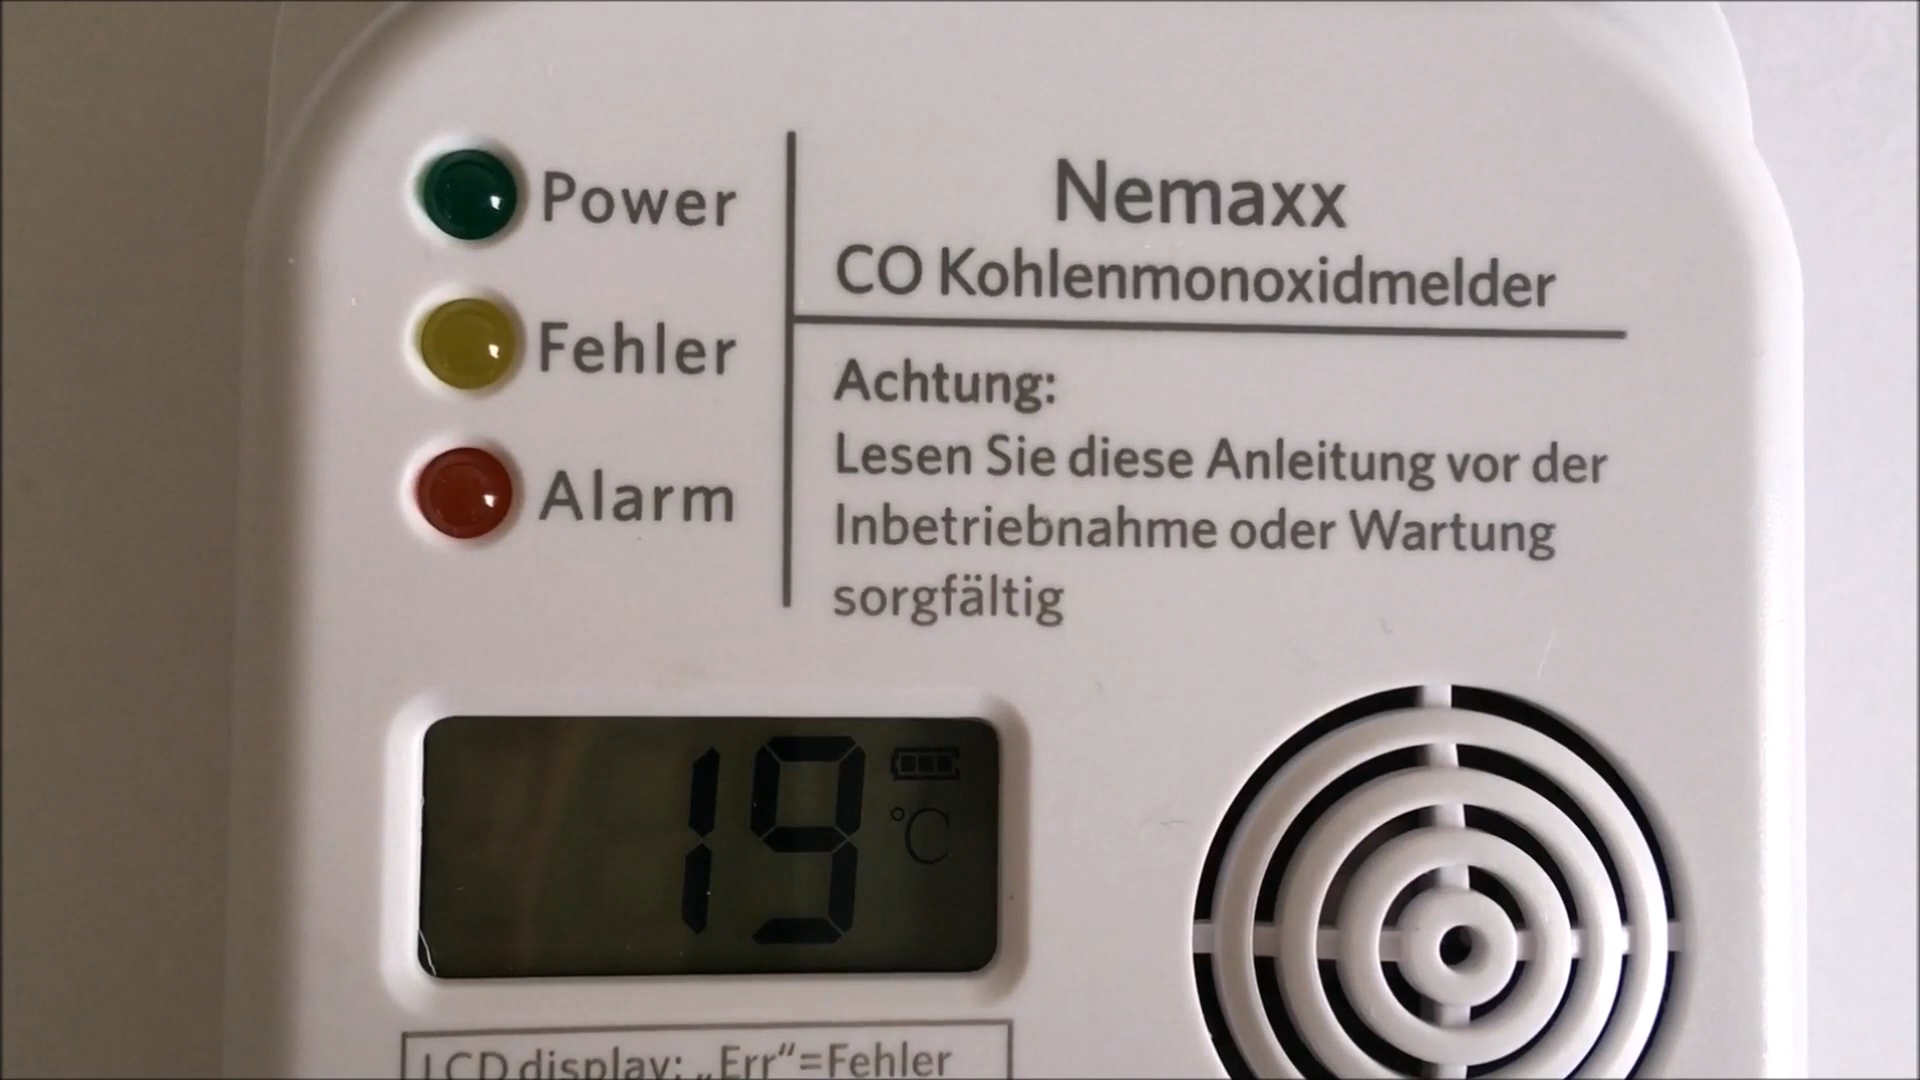 Power
Fehler
Alarm
Nemaxx
CO Kohlenmonoxidmelder
Achtung:
Lesen Sie diese Anleitung vor der
Inbetriebnahme oder Wartung
sorgfältig
19 °C
LCD display: „Err“=Fehler